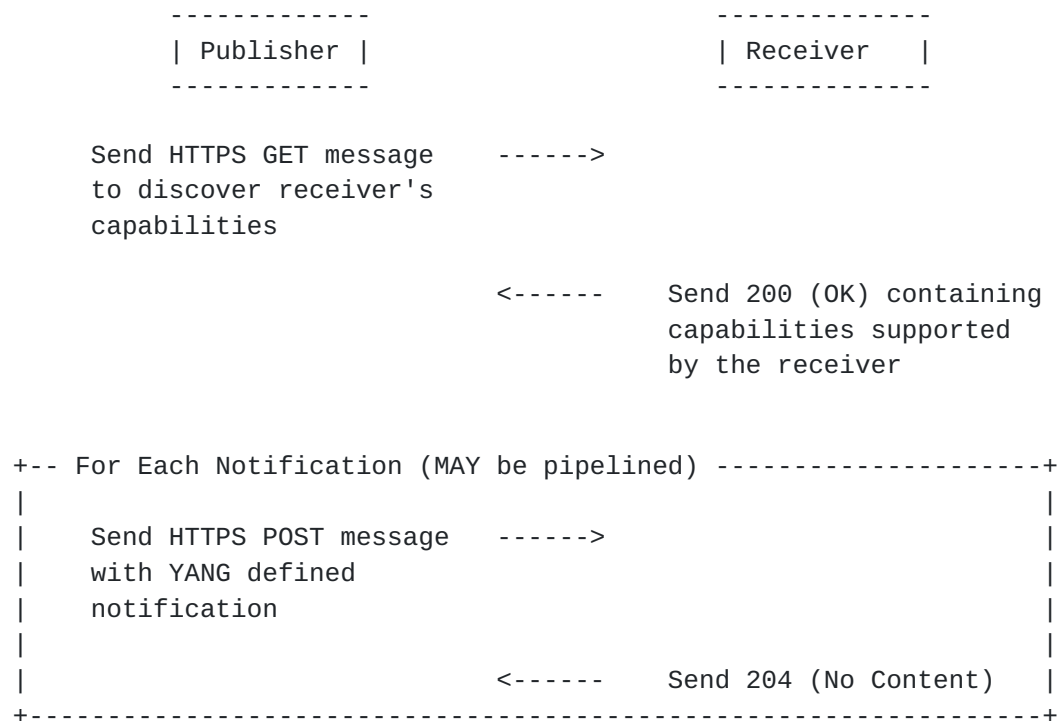 -------------                      --------------
| Publisher |                      | Receiver   |
-------------                      --------------
Send HTTPS GET message    ------>
to discover receiver's
capabilities
<------    Send 200 (OK) containing
capabilities supported
by the receiver
+-- For Each Notification (MAY be pipelined) ---------------------+
|                                                                  |
|    Send HTTPS POST message   ------>                            |
|    with YANG defined                                            |
|    notification                                                 |
|                                                                  |
|                              <------    Send 204 (No Content)   |
+------------------------------------------------------------------+